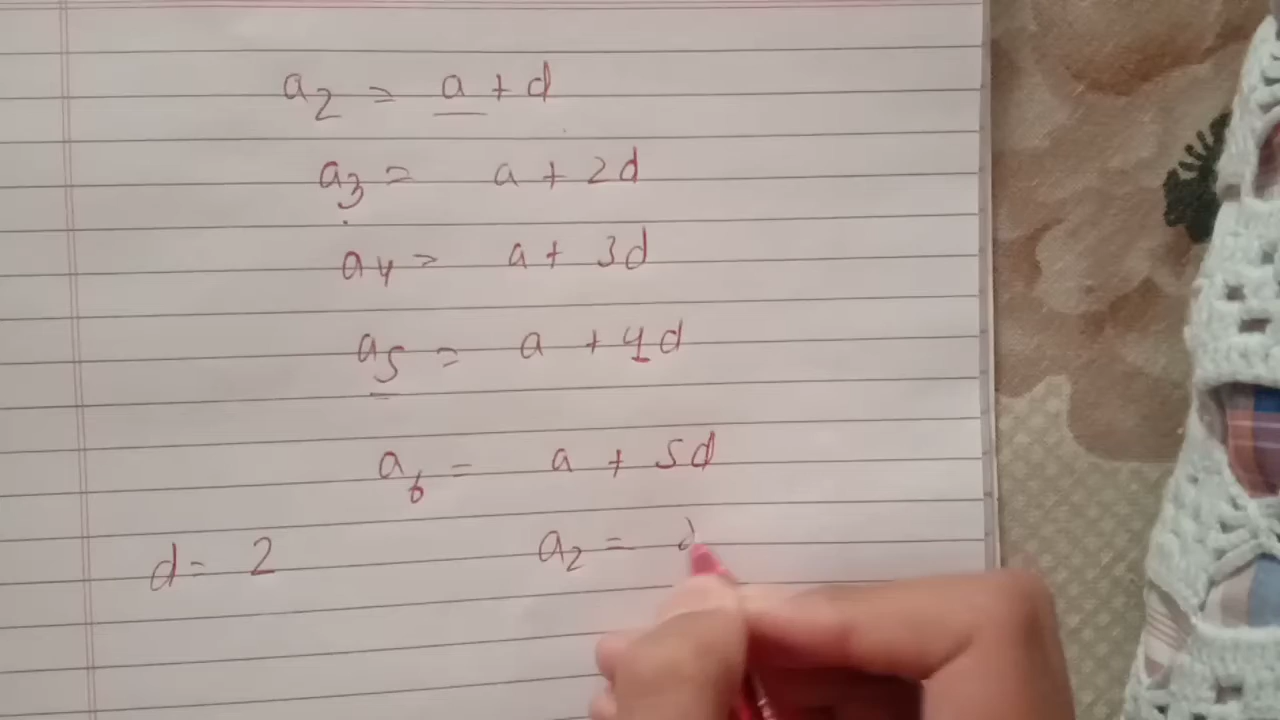 a2 = a + d
a3 = a + 2d
a4 = a + 3d
a5 = a + 4d
a6 = a + 5d
d = 2
a2 =